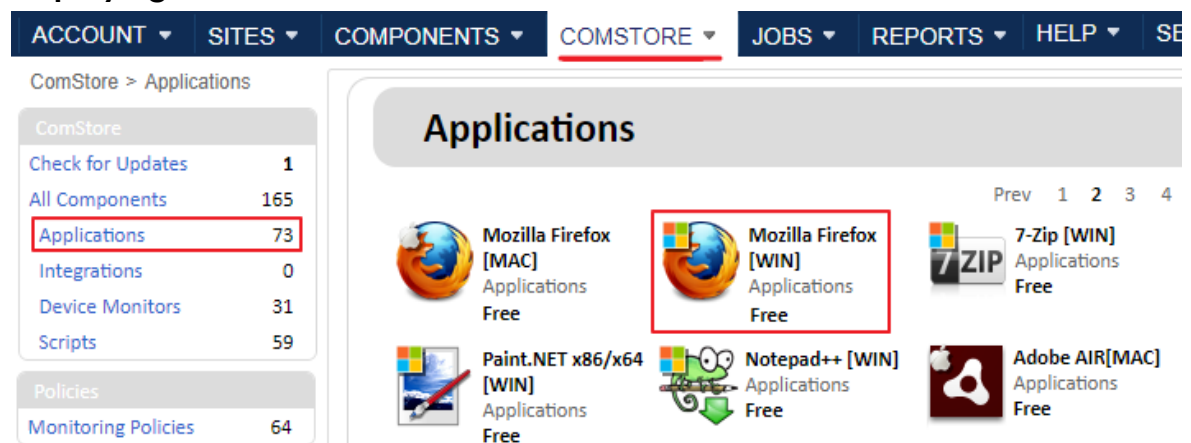 ACCOUNT SITES COMPONENTS COMSTORE JOBS REPORTS HELP
ComStore > Applications
ComStore
Check for Updates 1
All Components 165
Applications 73
Integrations 0
Device Monitors 31
Scripts 59
Policies
Monitoring Policies 64
Applications
Prev 1 2 3 4
Mozilla Firefox
[MAC]
Applications
Free
Mozilla Firefox
[WIN]
Applications
Free
7ZIP
7-Zip [WIN]
Applications
Free
Paint.NET x86/x64
[WIN]
Applications
Free
Notepad++ [WIN]
Applications
Free
Adobe AIR[MAC]
Applications
Free